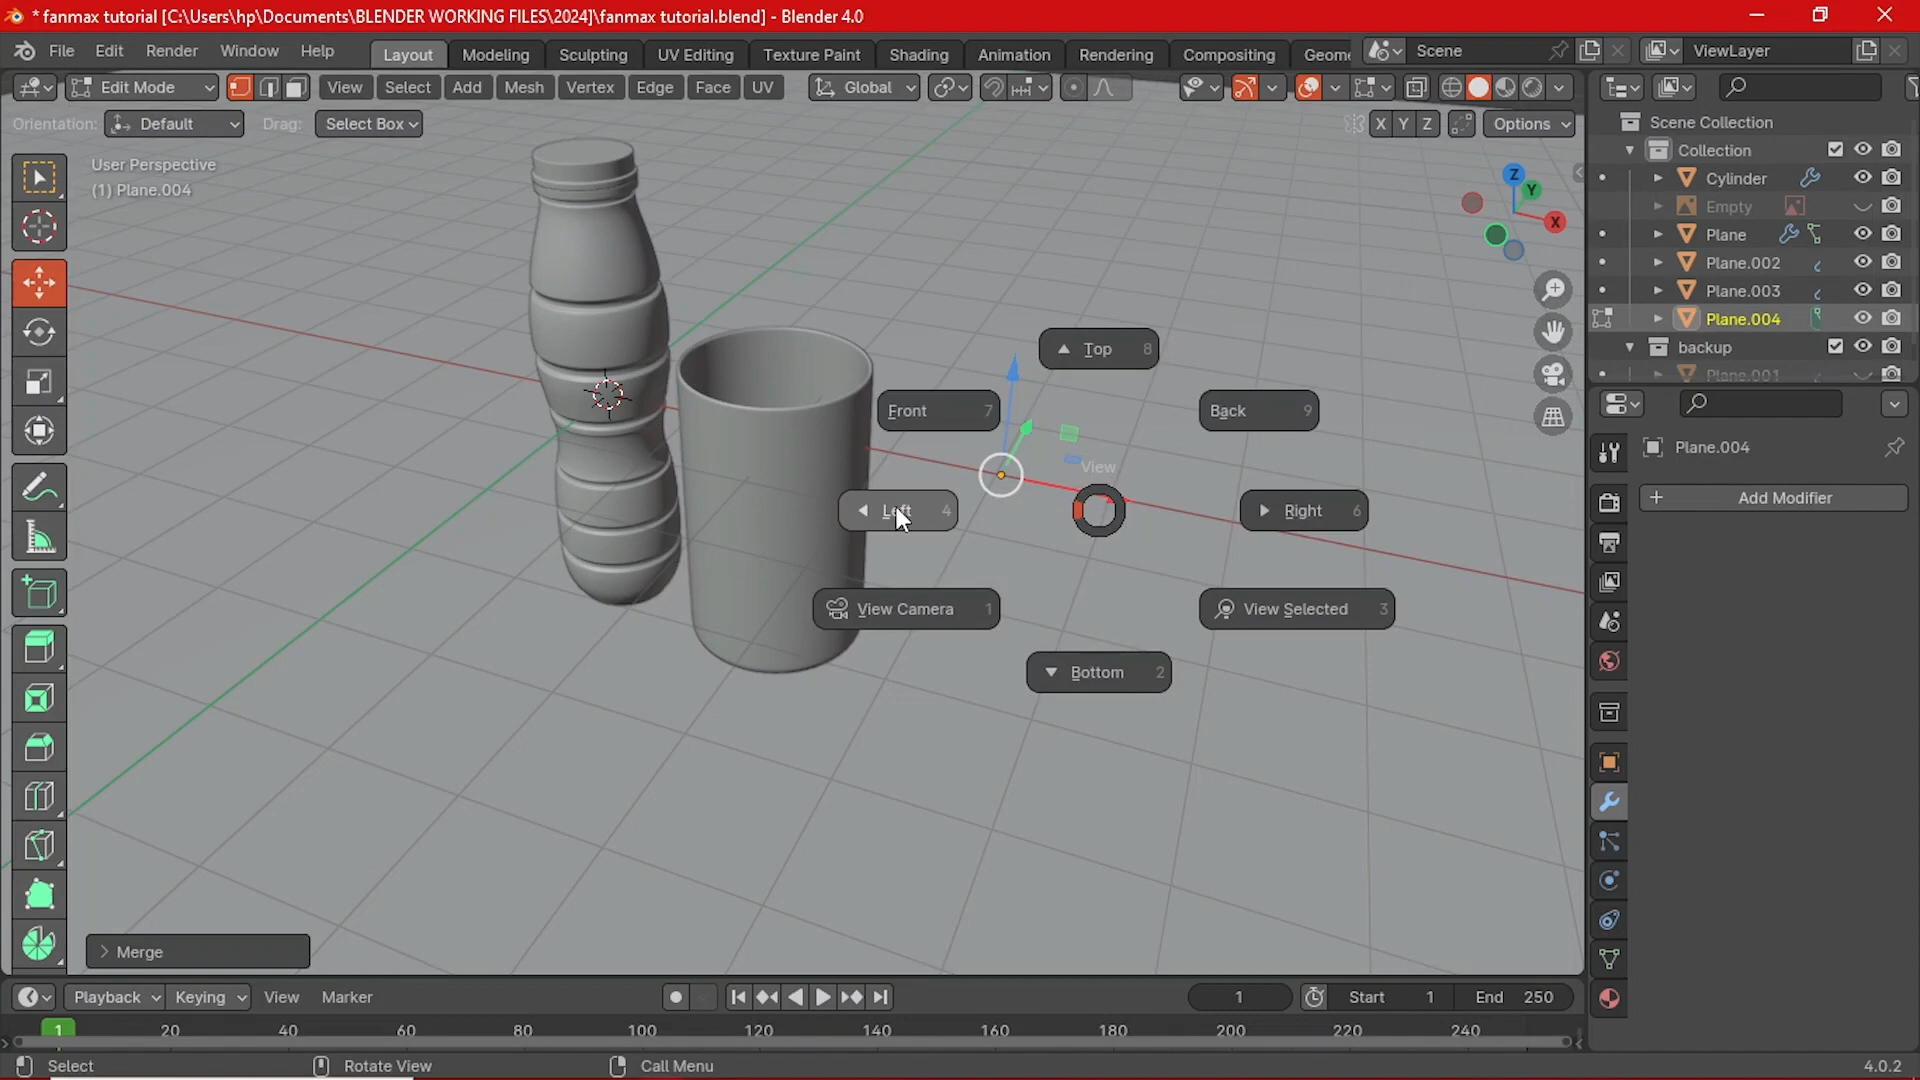 * fanmax tutorial [C:\Users\hp\Documents\BLENDER WORKING FILES\2024]\fanmax tutorial.blend] - Blender 4.0
File Edit Render Window Help Layout Modeling Sculpting UV Editing Texture Paint Shading Animation Rendering Compositing Geome Scene ViewLayer
Edit Mode View Select Add Mesh Vertex Edge Face UV Global
Orientation: Default Drag: Select Box X Y Z Options
User Perspective
(1) Plane.004
Z
Y
X
Scene Collection
Collection
Cylinder
Empty
Plane
Plane.002
Plane.003
Plane.004
backup
Plane.001
Plane.004
+ Add Modifier
Top 8
Front 7
Back 9
View
Left 4
Right 6
View Camera 1
View Selected 3
Bottom 2
> Merge
Playback Keying View Marker 1 Start 1 End 250
1 20 40 60 80 100 120 140 160 180 200 220 240
Select Rotate View Call Menu 4.0.2